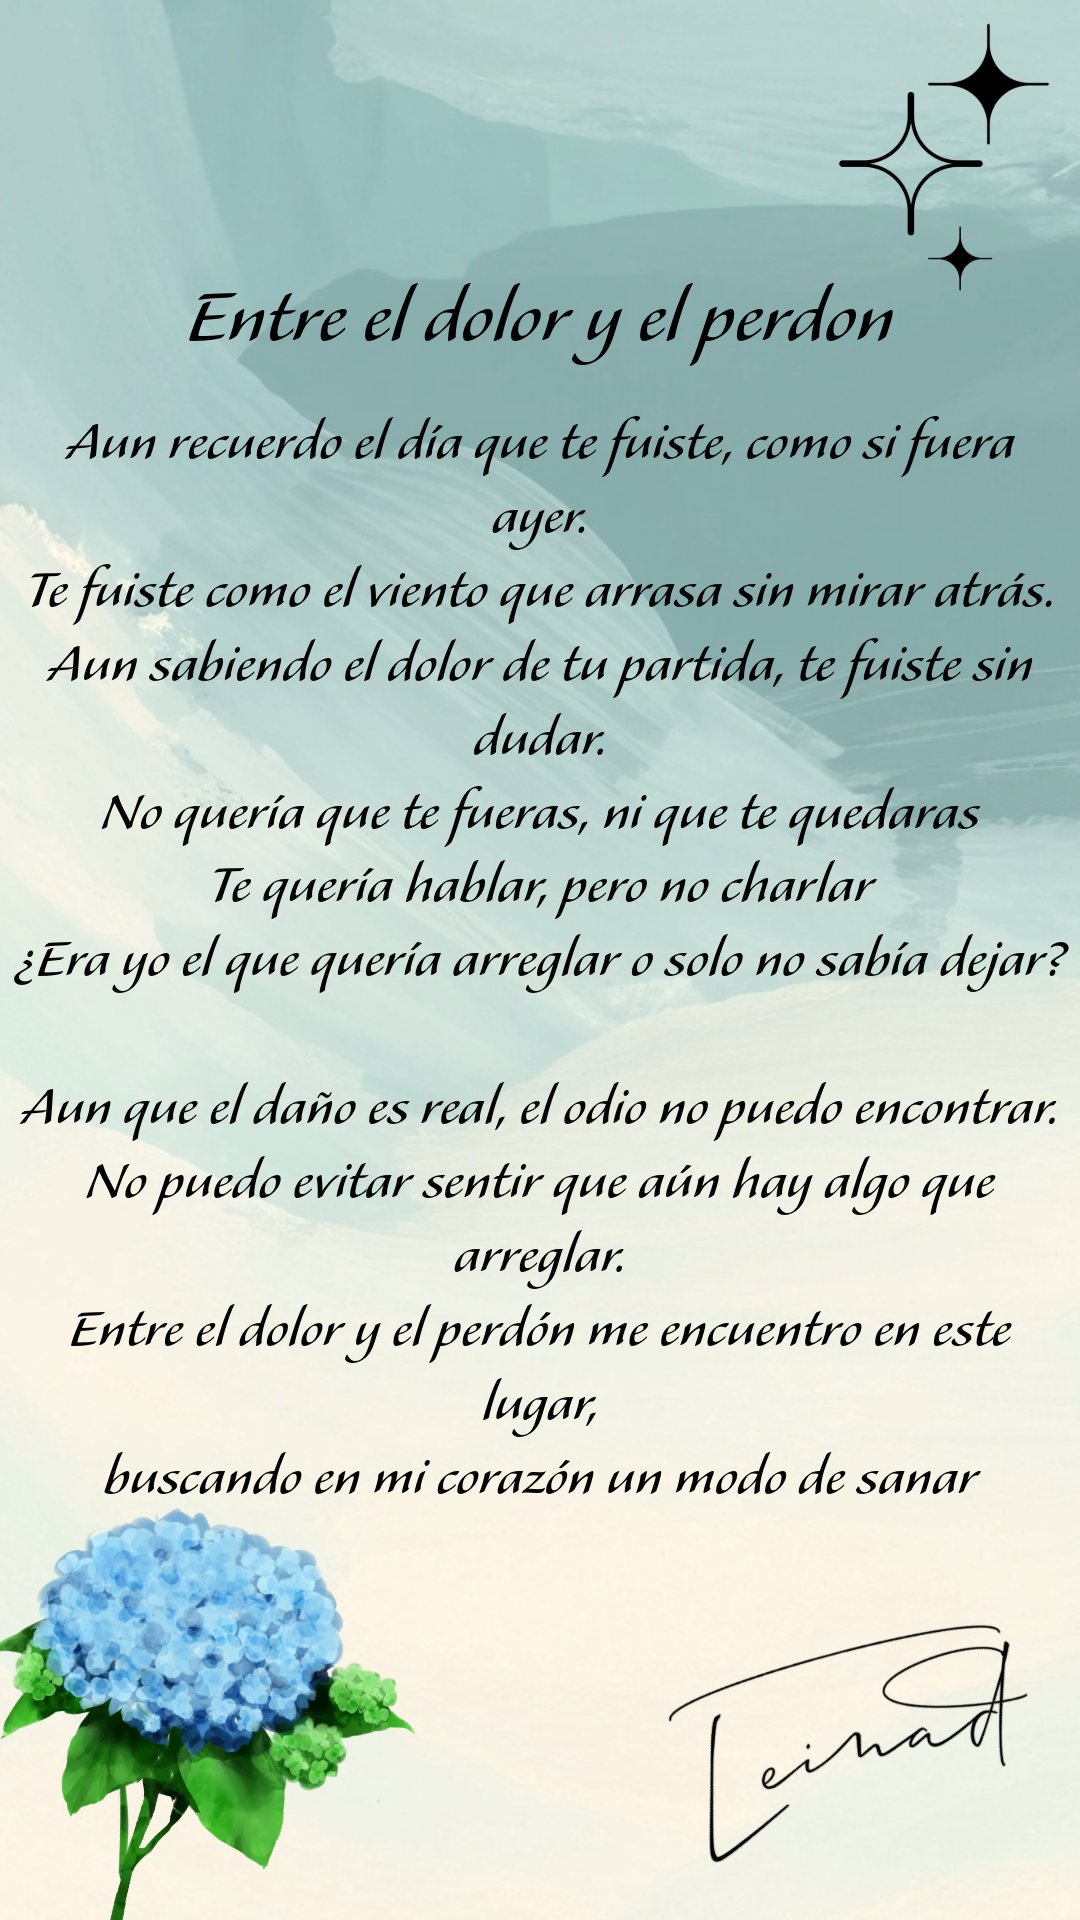 Entre el dolor y el perdon
Aun recuerdo el día que te fuiste, como si fuera
ayer.
Te fuiste como el viento que arrasa sin mirar atrás.
Aun sabiendo el dolor de tu partida, te fuiste sin
dudar.
No quería que te fueras, ni que te quedaras
Te quería hablar, pero no charlar
¿Era yo el que quería arreglar o solo no sabía dejar?
Aun que el daño es real, el odio no puedo encontrar.
No puedo evitar sentir que aún hay algo que
arreglar.
Entre el dolor y el perdón me encuentro en este
lugar,
buscando en mi corazón un modo de sanar
Leinad